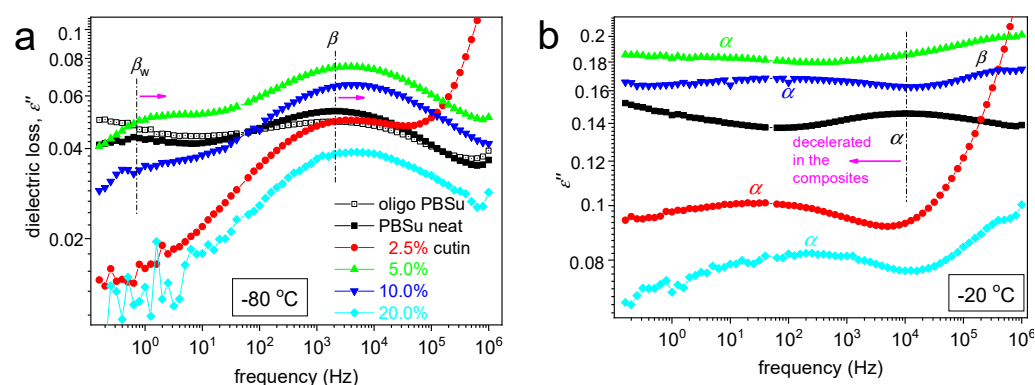 a
0.1
0.08
0.06
0.04
0.02
dielectric loss, ε"
β_w
β
oligo PBSu
PBSu neat
2.5% cutin
5.0%
10.0%
20.0%
-80 °C
10^0 10^1 10^2 10^3 10^4 10^5 10^6
frequency (Hz)
b
0.2
0.18
0.16
0.14
0.12
0.1
0.08
ε"
α
β
α
α
decelerated
in the
composites
α
α
-20 °C
10^0 10^1 10^2 10^3 10^4 10^5 10^6
frequency (Hz)